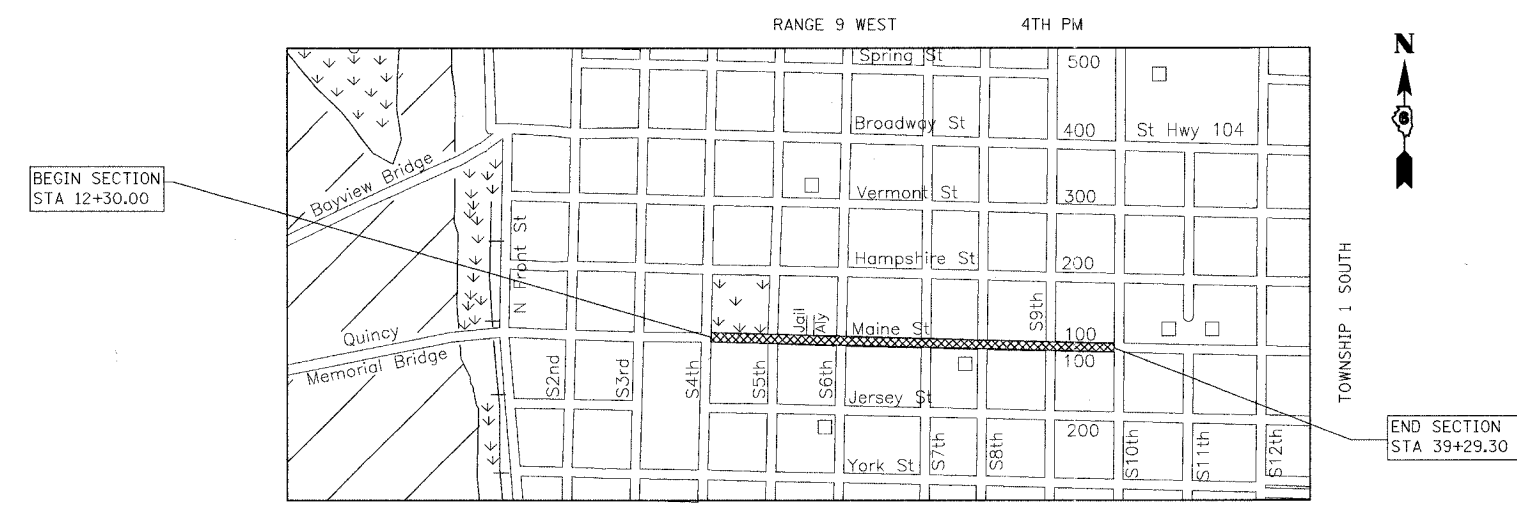 RANGE 9 WEST 4TH PM
N
6
Spring St
500
Broadway St
400
St Hwy 104
BEGIN SECTION
STA 12+30.00
Bayview Bridge
Vermont St
300
N Front St
Hampshire St
200
TOWNSHIP 1 SOUTH
Quincy
Memorial Bridge
Jail
Aly
Maine St
S9th
100
100
S2nd
S3rd
S4th
S5th
S6th
Jersey St
200
END SECTION
STA 39+29.30
York St
S7th
S8th
S10th
S11th
S12th